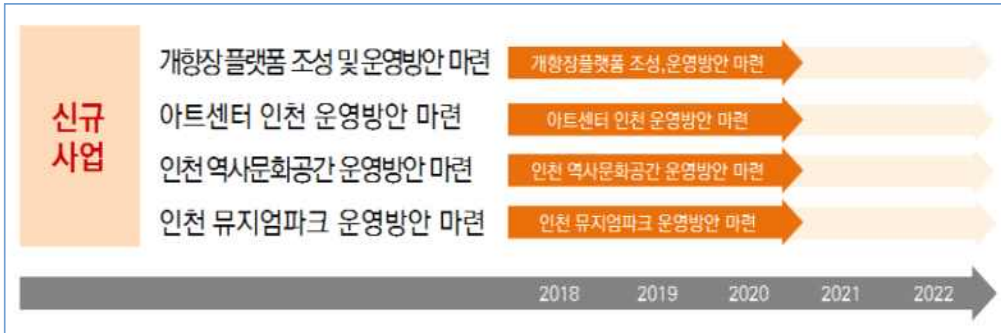 신규
사업
개항장 플랫폼 조성 및 운영방안 마련
개항장플랫폼 조성,운영방안 마련
아트센터 인천 운영방안 마련
아트센터 인천 운영방안 마련
인천 역사문화공간 운영방안 마련
인천 역사문화공간 운영방안 마련
인천 뮤지엄파크 운영방안 마련
인천 뮤지엄파크 운영방안 마련
2018 2019 2020 2021 2022